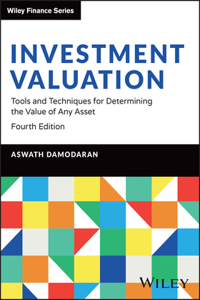 Wiley Finance Series
INVESTMENT
VALUATION
Tools and Techniques for Determining
the Value of Any Asset
Fourth Edition
ASWATH DAMODARAN
WILEY